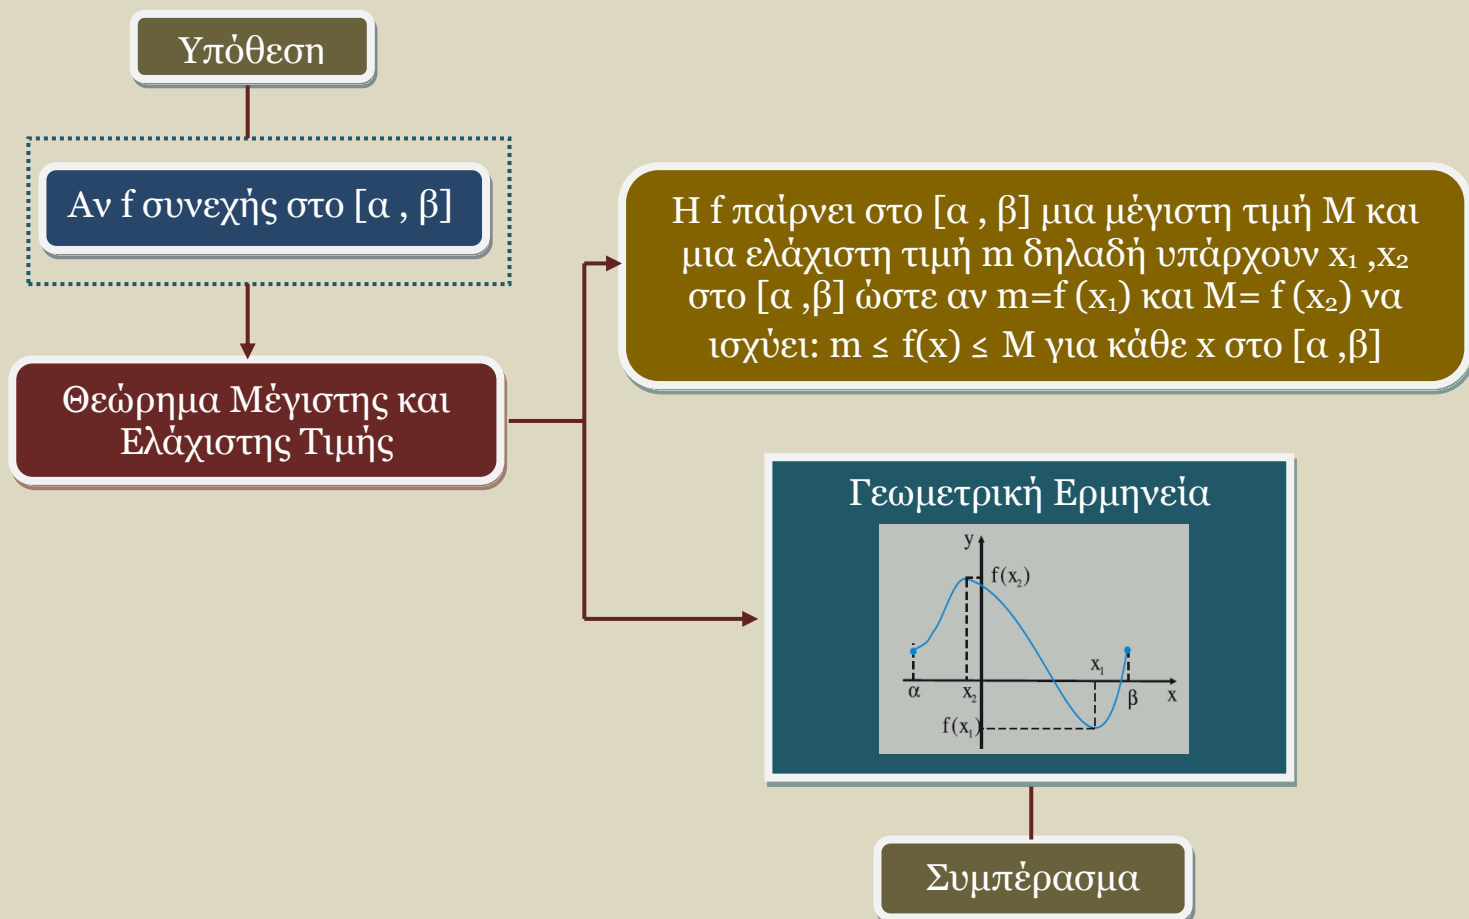 Υπόθεση
Αν f συνεχής στο [α , β]
Θεώρημα Μέγιστης και
Ελάχιστης Τιμής
Η f παίρνει στο [α , β] μια μέγιστη τιμή Μ και
μια ελάχιστη τιμή m δηλαδή υπάρχουν x₁ ,x₂
στο [α ,β] ώστε αν m=f (x₁) και Μ= f (x₂) να
ισχύει: m ≤ f(x) ≤ Μ για κάθε x στο [α ,β]
Γεωμετρική Ερμηνεία
y
f(x₂)
x₁
α
x₂
β
x
f(x₁)
Συμπέρασμα